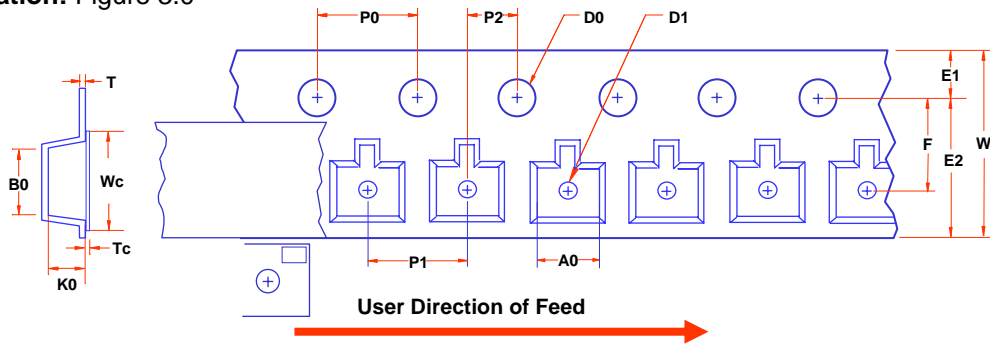 ation: Figure 3.0
P0
P2
D0
D1
T
E1
W
F
E2
B0
Wc
Tc
K0
P1
A0
User Direction of Feed